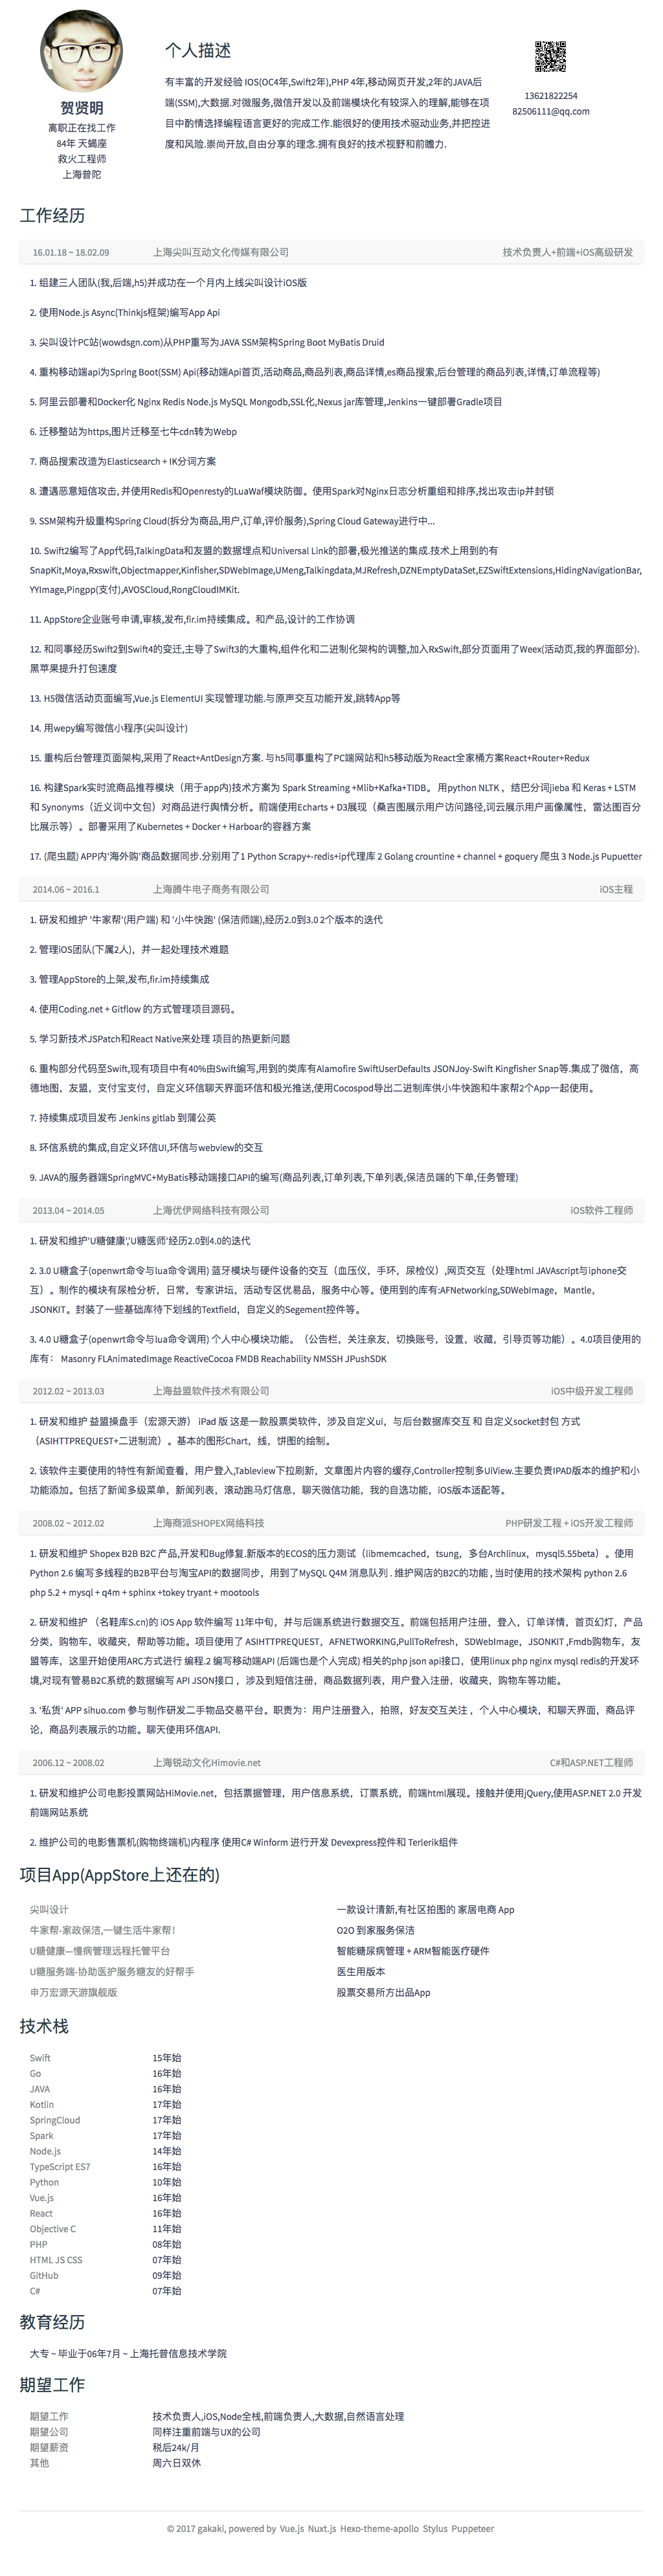 贺贤明
离职正在找工作
84年 天蝎座
救火工程师
上海普陀
个人描述
有丰富的开发经验 IOS(OC4年,Swift2年),PHP 4年,移动网页开发,2年的JAVA后
端(SSM),大数据.对微服务,微信开发以及前端模块化有较深入的理解,能够在项
目中酌情选择编程语言更好的完成工作.能很好的使用技术驱动业务,并把控进
度和风险.崇尚开放,自由分享的理念.拥有良好的技术视野和前瞻力.
13621822254
82506111@qq.com
工作经历
16.01.18 ~ 18.02.09 上海尖叫互动文化传媒有限公司 技术负责人+前端+iOS高级研发
1. 组建三人团队(我,后端,h5)并成功在一个月内上线尖叫设计iOS版
2. 使用Node.js Async(Thinkjs框架)编写App Api
3. 尖叫设计PC站(wowdsgn.com)从PHP重写为JAVA SSM架构Spring Boot MyBatis Druid
4. 重构移动端api为Spring Boot(SSM) Api(移动端Api首页,活动商品,商品列表,商品详情,es商品搜索,后台管理的商品列表,详情,订单流程等)
5. 阿里云部署和Docker化 Nginx Redis Node.js MySQL Mongodb,SSL化,Nexus jar库管理,Jenkins一键部署Gradle项目
6. 迁移整站为https,图片迁移至七牛cdn转为Webp
7. 商品搜索改造为Elasticsearch + IK分词方案
8. 遭遇恶意短信攻击, 并使用Redis和Openresty的LuaWaf模块防御。使用Spark对Nginx日志分析重组和排序,找出攻击ip并封锁
9. SSM架构升级重构Spring Cloud(拆分为商品,用户,订单,评价服务),Spring Cloud Gateway进行中...
10. Swift2编写了App代码,TalkingData和友盟的数据埋点和Universal Link的部署,极光推送的集成.技术上用到的有
SnapKit,Moya,Rxswift,Objectmapper,Kinfisher,SDWebImage,UMeng,Talkingdata,MJRefresh,DZNEmptyDataSet,EZSwiftExtensions,HidingNavigationBar,
YYImage,Pingpp(支付),AVOSCloud,RongCloudIMKit.
11. AppStore企业账号申请,审核,发布,fir.im持续集成。和产品,设计的工作协调
12. 和同事经历Swift2到Swift4的变迁,主导了Swift3的大重构,组件化和二进制化架构的调整,加入RxSwift,部分页面用了Weex(活动页,我的界面部分).
黑苹果提升打包速度
13. H5微信活动页面编写,Vue.js ElementUI 实现管理功能.与原声交互功能开发,跳转App等
14. 用wepy编写微信小程序(尖叫设计)
15. 重构后台管理页面架构,采用了React+AntDesign方案. 与h5同事重构了PC端网站和h5移动版为React全家桶方案React+Router+Redux
16. 构建Spark实时流商品推荐模块（用于app内)技术方案为 Spark Streaming +Mlib+Kafka+TIDB。 用python NLTK ，结巴分词jieba 和 Keras + LSTM
和 Synonyms（近义词中文包）对商品进行舆情分析。前端使用Echarts + D3展现（桑吉图展示用户访问路径,词云展示用户画像属性，雷达图百分
比展示等）。部署采用了Kubernetes + Docker + Harboar的容器方案
17. (爬虫题) APP内'海外购'商品数据同步.分别用了1 Python Scrapy+-redis+ip代理库 2 Golang crountine + channel + goquery 爬虫 3 Node.js Pupuetter
2014.06 ~ 2016.1 上海腾牛电子商务有限公司 iOS主程
1. 研发和维护 '牛家帮'(用户端) 和 '小牛快跑' (保洁师端),经历2.0到3.0 2个版本的迭代
2. 管理iOS团队(下属2人)，并一起处理技术难题
3. 管理AppStore的上架,发布,fir.im持续集成
4. 使用Coding.net + Gitflow 的方式管理项目源码。
5. 学习新技术JSPatch和React Native来处理 项目的热更新问题
6. 重构部分代码至Swift,现有项目中有40%由Swift编写,用到的类库有Alamofire SwiftUserDefaults JSONJoy-Swift Kingfisher Snap等.集成了微信，高
德地图，友盟，支付宝支付，自定义环信聊天界面环信和极光推送,使用Cocospod导出二进制库供小牛快跑和牛家帮2个App一起使用。
7. 持续集成项目发布 Jenkins gitlab 到蒲公英
8. 环信系统的集成,自定义环信UI,环信与webview的交互
9. JAVA的服务器端SpringMVC+MyBatis移动端接口API的编写(商品列表,订单列表,下单列表,保洁员端的下单,任务管理)
2013.04 ~ 2014.05 上海优伊网络科技有限公司 iOS软件工程师
1. 研发和维护'U糖健康','U糖医师'经历2.0到4.0的迭代
2. 3.0 U糖盒子(openwrt命令与lua命令调用) 蓝牙模块与硬件设备的交互（血压仪，手环，尿检仪）,网页交互（处理html JAVAscript与iphone交
互）。制作的模块有尿检分析，日常，专家讲坛，活动专区优易品，服务中心等。使用到的库有:AFNetworking,SDWebImage，Mantle，
JSONKIT。封装了一些基础库待下划线的Textfield，自定义的Segement控件等。
3. 4.0 U糖盒子(openwrt命令与lua命令调用) 个人中心模块功能。（公告栏，关注亲友，切换账号，设置，收藏，引导页等功能）。4.0项目使用的
库有： Masonry FLAnimatedImage ReactiveCocoa FMDB Reachability NMSSH JPushSDK
2012.02 ~ 2013.03 上海益盟软件技术有限公司 iOS中级开发工程师
1. 研发和维护 益盟操盘手（宏源天游） iPad 版 这是一款股票类软件，涉及自定义ui，与后台数据库交互 和 自定义socket封包 方式
（ASIHTTPREQUEST+二进制流）。基本的图形Chart，线，饼图的绘制。
2. 该软件主要使用的特性有新闻查看，用户登入,Tableview下拉刷新，文章图片内容的缓存,Controller控制多UiView.主要负责IPAD版本的维护和小
功能添加。包括了新闻多级菜单，新闻列表，滚动跑马灯信息，聊天微信功能，我的自选功能，iOS版本适配等。
2008.02 ~ 2012.02 上海商派SHOPEX网络科技 PHP研发工程 + iOS开发工程师
1. 研发和维护 Shopex B2B B2C 产品,开发和Bug修复.新版本的ECOS的压力测试（libmemcached，tsung，多台Archlinux，mysql5.55beta）。使用
Python 2.6 编写多线程的B2B平台与淘宝API的数据同步，用到了MySQL Q4M 消息队列 . 维护网店的B2C的功能 , 当时使用的技术架构 python 2.6
php 5.2 + mysql + q4m + sphinx +tokey tryant + mootools
2. 研发和维护 （名鞋库S.cn)的 iOS App 软件编写 11年中旬，并与后端系统进行数据交互。前端包括用户注册，登入，订单详情，首页幻灯，产品
分类，购物车，收藏夹，帮助等功能。项目使用了 ASIHTTPREQUEST，AFNETWORKING,PullToRefresh，SDWebImage，JSONKIT ,Fmdb购物车，友
盟等库，这里开始使用ARC方式进行 编程.2 编写移动端API (后端也是个人完成) 相关的php json api接口，使用linux php nginx mysql redis的开发环
境,对现有管易B2C系统的数据编写 API JSON接口 ，涉及到短信注册，商品数据列表，用户登入注册，收藏夹，购物车等功能。
3. '私货' APP sihuo.com 参与制作研发二手物品交易平台。职责为：用户注册登入，拍照，好友交互关注 ，个人中心模块，和聊天界面，商品评
论，商品列表展示的功能。聊天使用环信API.
2006.12 ~ 2008.02 上海锐动文化Himovie.net C#和ASP.NET工程师
1. 研发和维护公司电影投票网站HiMovie.net，包括票据管理，用户信息系统，订票系统，前端html展现。接触并使用jQuery,使用ASP.NET 2.0 开发
前端网站系统
2. 维护公司的电影售票机(购物终端机)内程序 使用C# Winform 进行开发 Devexpress控件和 Terlerik组件
项目App(AppStore上还在的)
尖叫设计 一款设计清新,有社区拍图的 家居电商 App
牛家帮-家政保洁,一键生活牛家帮！ O2O 到家服务保洁
U糖健康—慢病管理远程托管平台 智能糖尿病管理 + ARM智能医疗硬件
U糖服务端-协助医护服务糖友的好帮手 医生用版本
申万宏源天游旗舰版 股票交易所方出品App
技术栈
Swift 15年始
Go 16年始
JAVA 16年始
Kotlin 17年始
SpringCloud 17年始
Spark 17年始
Node.js 14年始
TypeScript ES7 16年始
Python 10年始
Vue.js 16年始
React 16年始
Objective C 11年始
PHP 08年始
HTML JS CSS 07年始
GitHub 09年始
C# 07年始
教育经历
大专 ~ 毕业于06年7月 ~ 上海托普信息技术学院
期望工作
期望工作 技术负责人,iOS,Node全栈,前端负责人,大数据,自然语言处理
期望公司 同样注重前端与UX的公司
期望薪资 税后24k/月
其他 周六日双休
© 2017 gakaki, powered by Vue.js Nuxt.js Hexo-theme-apollo Stylus Puppeteer